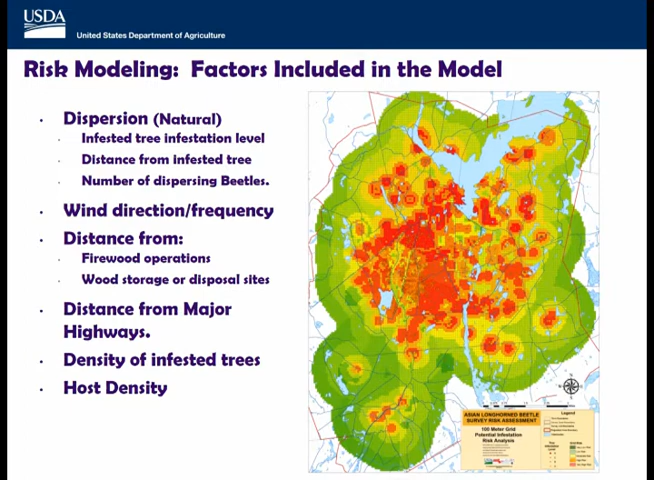 USDA
United States Department of Agriculture
Risk Modeling: Factors Included in the Model
Dispersion (Natural)
Infested tree infestation level
Distance from infested tree
Number of dispersing Beetles.
Wind direction/frequency
Distance from:
Firewood operations
Wood storage or disposal sites
Distance from Major
Highways.
Density of infested trees
Host Density
ASIAN LONGHORNED BEETLE
SURVEY RISK ASSESSMENT
100 Meter Grid
Potential Infestation
Risk Analysis
Legend